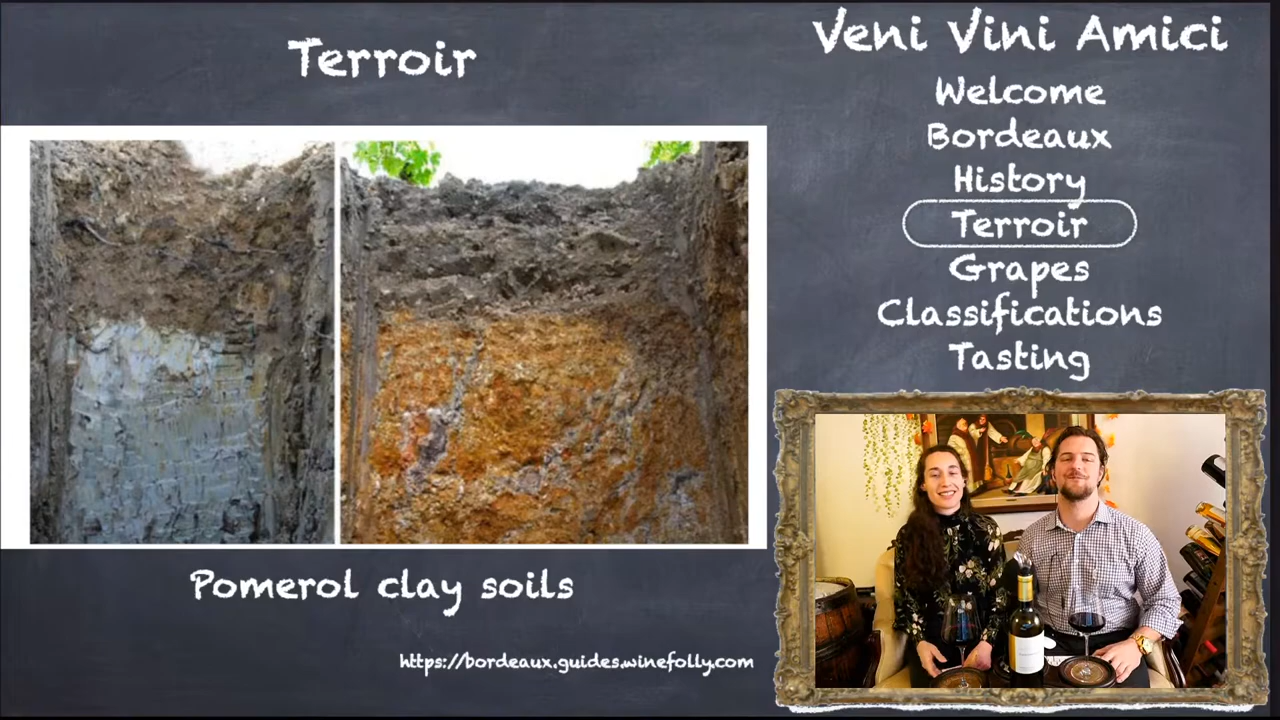 Terroir
Pomerol clay soils
https://bordeaux.guides.winefolly.com
Veni Vini Amici
Welcome
Bordeaux
History
Terroir
Grapes
Classifications
Tasting